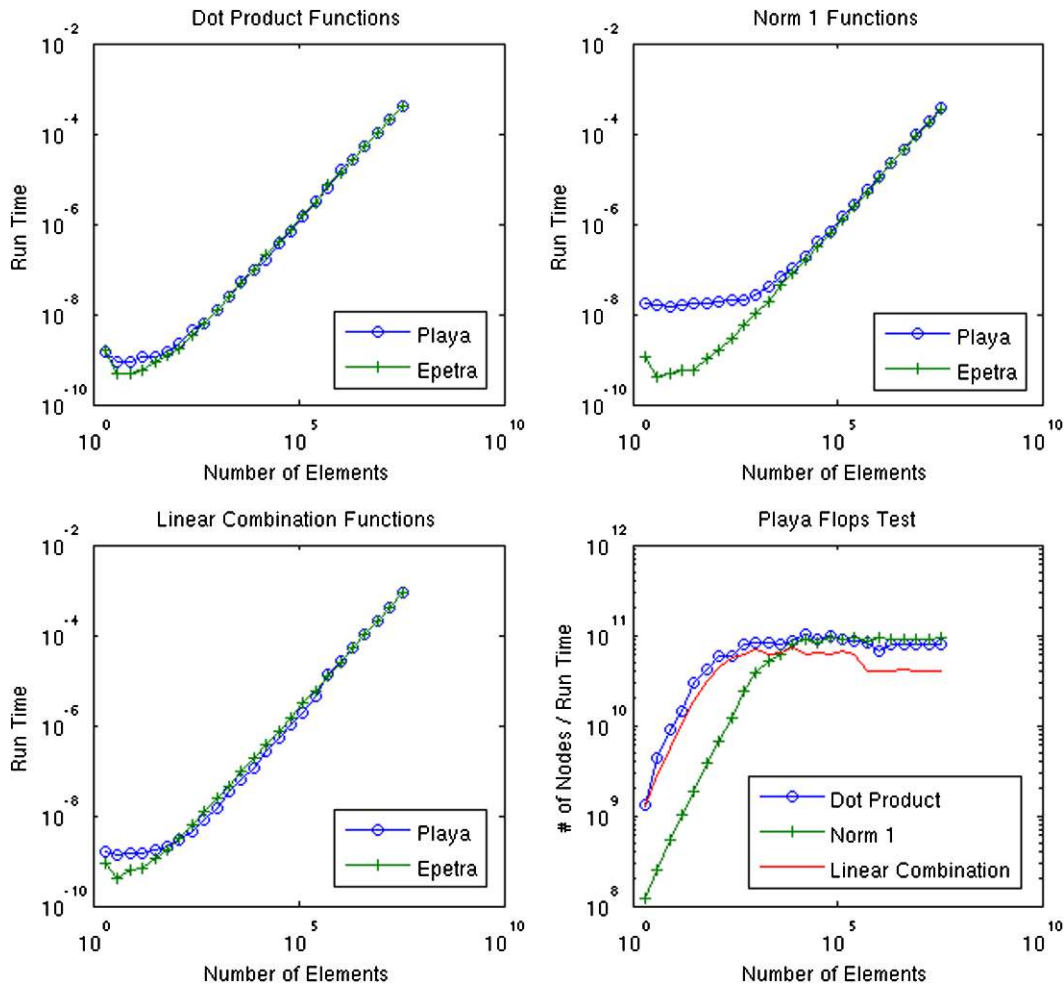 Dot Product Functions
10^-2
10^-4
10^-6
10^-8
10^-10
Run Time
Playa
Epetra
10^0
10^5
10^10
Number of Elements
Norm 1 Functions
10^-2
10^-4
10^-6
10^-8
10^-10
Run Time
Playa
Epetra
10^0
10^5
10^10
Number of Elements
Linear Combination Functions
10^-2
10^-4
10^-6
10^-8
10^-10
Run Time
Playa
Epetra
10^0
10^5
10^10
Number of Elements
Playa Flops Test
10^12
10^11
10^10
10^9
10^8
# of Nodes / Run Time
Dot Product
Norm 1
Linear Combination
10^0
10^5
10^10
Number of Elements